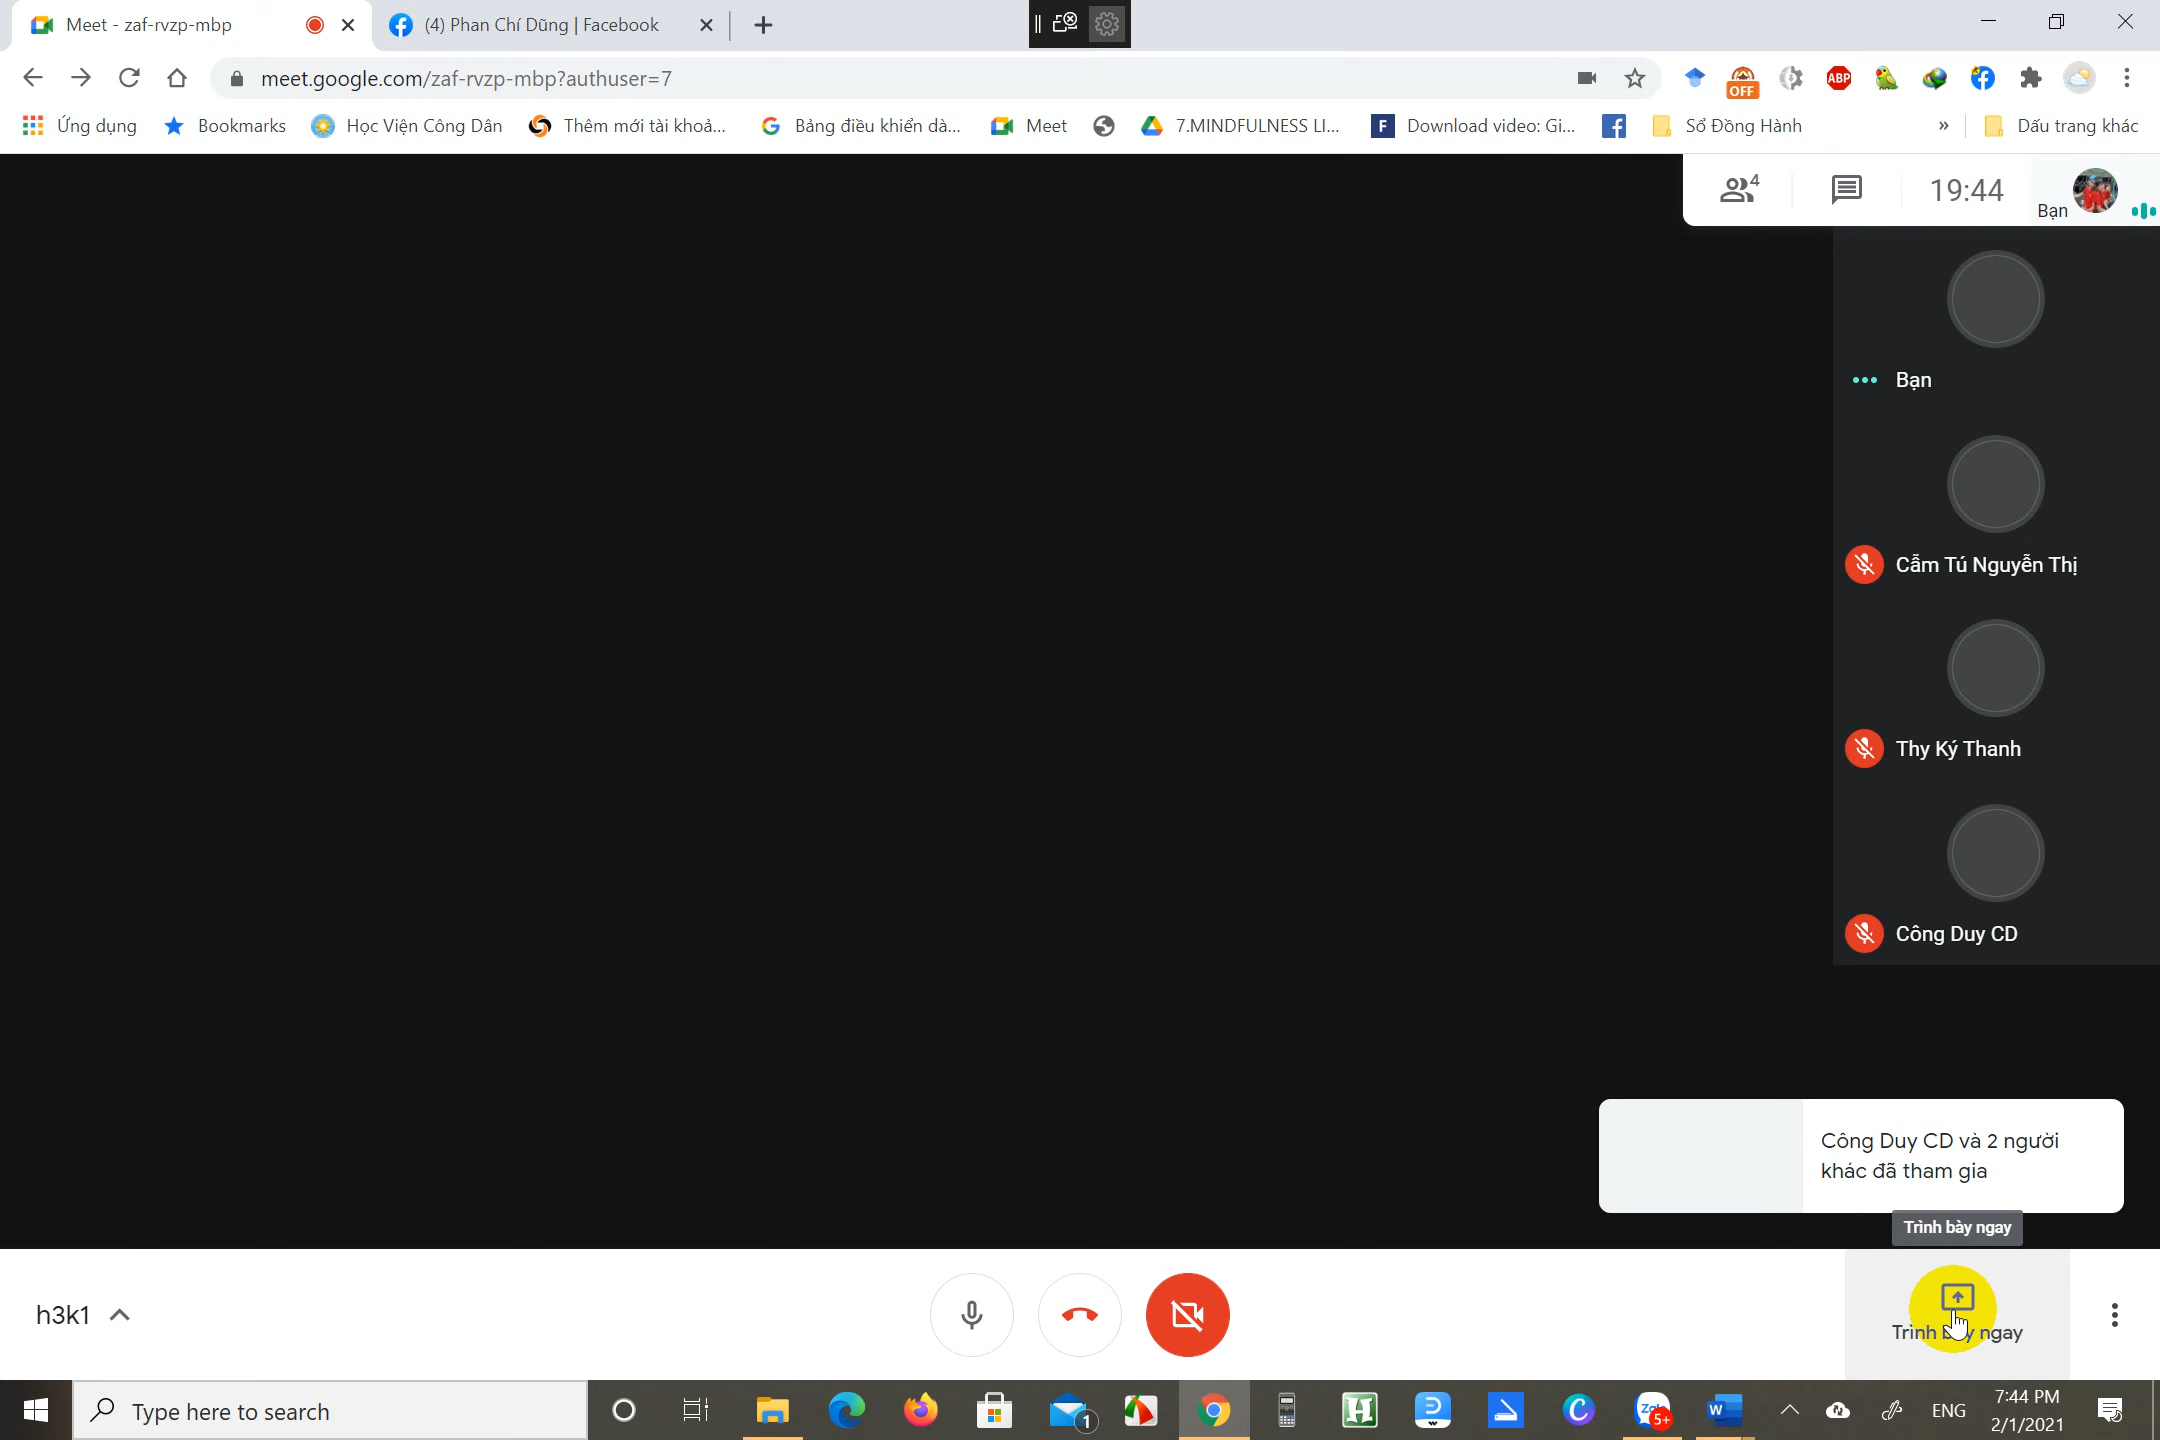 Meet - zaf-rvzp-mbp
(4) Phan Chí Dũng | Facebook
meet.google.com/zaf-rvzp-mbp?authuser=7
OFF
ABP
Ứng dụng
Bookmarks
Học Viện Công Dân
Thêm mới tài khoả...
Bảng điều khiển dà...
Meet
7.MINDFULNESS LI...
Download video: Gi...
Sổ Đồng Hành
»
Dấu trang khác
4
19:44
Bạn
Bạn
Cẩm Tú Nguyễn Thị
Thy Ký Thanh
Công Duy CD
Công Duy CD và 2 người
khác đã tham gia
Trình bày ngay
h3k1
Trình ngay
Type here to search
1
5+
ENG
7:44 PM
2/1/2021